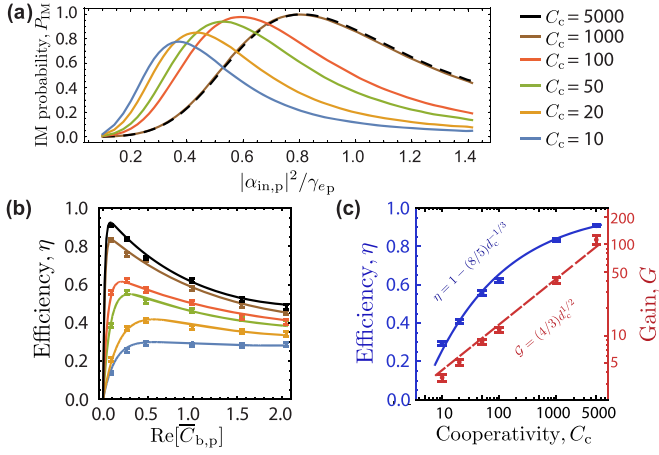 (a)
IM probability, P_IM
1.0
0.8
0.6
0.4
0.2
0.0
0.2 0.4 0.6 0.8 1.0 1.2 1.4
|α_in,p|²/γ_e_p
C_c = 5000
C_c = 1000
C_c = 100
C_c = 50
C_c = 20
C_c = 10
(b)
Efficiency, η
1.0
0.8
0.6
0.4
0.2
0.0
0.0 0.5 1.0 1.5 2.0
Re[C̅_b,p]
(c)
Efficiency, η
1.0
0.8
0.6
0.4
0.2
0.0
η = 1 − (8/5)d_c^−1/3
𝒢 = (4/3)d_c^1/2
10 50 100 1000 5000
Cooperativity, C_c
200
100
50
10
5
Gain, G